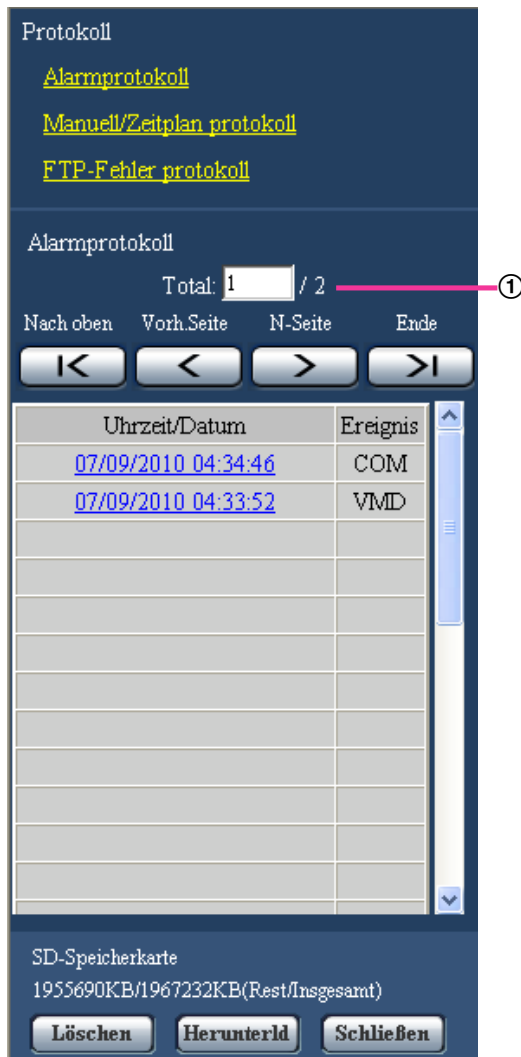 Protokoll
Alarmprotokoll
Manuell/Zeitplan protokoll
FTP-Fehler protokoll
Alarmprotokoll
Total: 1 / 2
①
Nach oben Vorh.Seite N-Seite Ende
Uhrzeit/Datum Ereignis
07/09/2010 04:34:46 COM
07/09/2010 04:33:52 VMD
SD-Speicherkarte
1955690KB/1967232KB(Rest/Insgesamt)
Löschen Herunterld Schließen